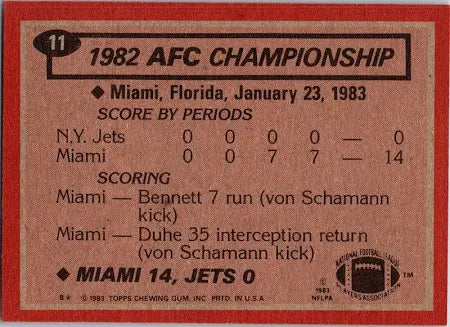 11
1982 AFC CHAMPIONSHIP
◆ Miami, Florida, January 23, 1983
SCORE BY PERIODS
N.Y. Jets 0 0 0 0 — 0
Miami 0 0 7 7 — 14
SCORING
Miami — Bennett 7 run (von Schamann
kick)
Miami — Duhe 35 interception return
(von Schamann kick)
◆ MIAMI 14, JETS 0
NATIONAL FOOTBALL LEAGUE
PLAYERS ASSOCIATION
TM
© 1983
NFLPA
B* © 1983 TOPPS CHEWING GUM, INC. PRTD. IN U.S.A.